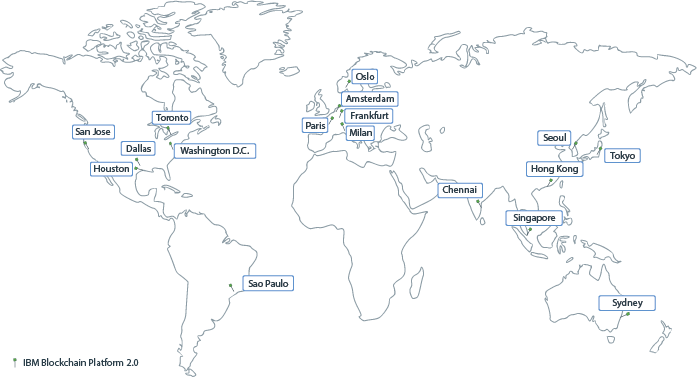 Oslo
Amsterdam
Frankfurt
Paris
Milan
Toronto
San Jose
Dallas
Washington D.C.
Houston
Seoul
Tokyo
Hong Kong
Chennai
Singapore
Sao Paulo
Sydney
IBM Blockchain Platform 2.0